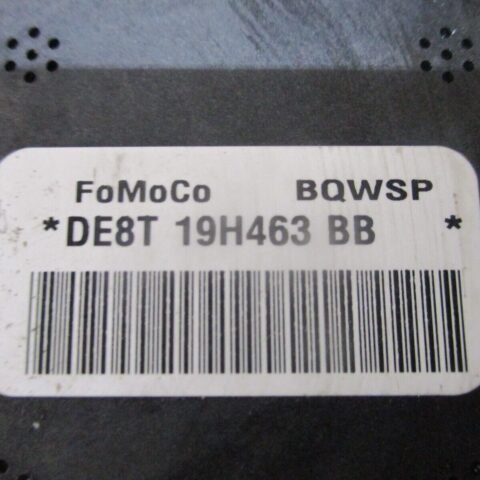 FoMoCo BQWSP
*DE8T 19H463 BB *